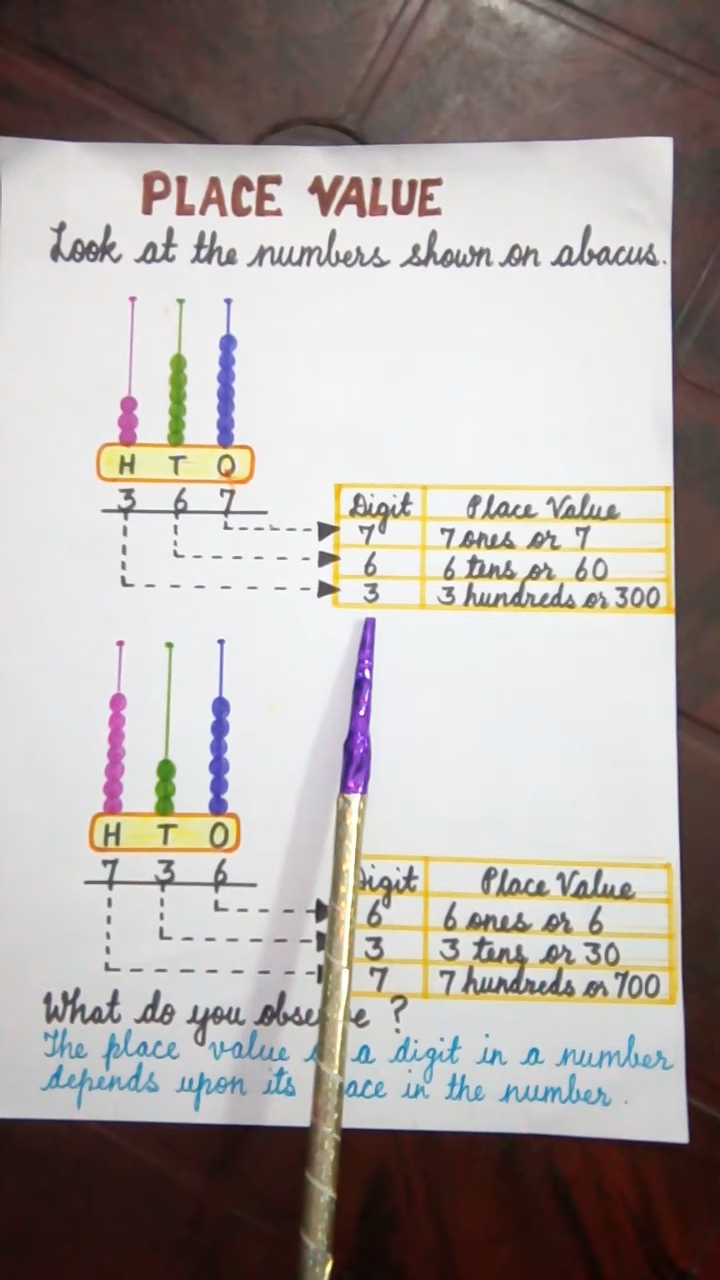 PLACE VALUE
Look at the numbers shown on abacus.
H T O
3 6 7
Digit Place Value
7 7 ones or 7
6 6 tens or 60
3 3 hundreds or 300
H T O
7 3 6
igit Place Value
6 6 ones or 6
3 3 tens or 30
7 7 hundreds or 700
What do you obse e ?
The place value a digit in a number
depends upon its ace in the number.